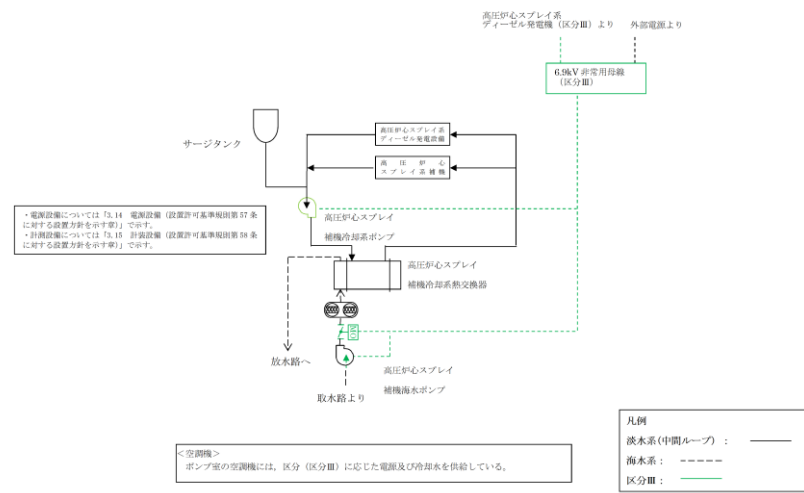 高圧炉心スプレイ系
ディーゼル発電機（区分Ⅲ）より
外部電源より
6.9kV 非常用母線
（区分Ⅲ）
サージタンク
高圧炉心スプレイ系
ディーゼル発電設備
高圧炉心
スプレイ系補機
・電源設備については「3.14 電源設備（設置許可基準規則第 57 条
に対する設置方針を示す章）」で示す。
・計測設備については「3.15 計装設備（設置許可基準規則第 58 条
に対する設置方針を示す章）」で示す。
高圧炉心スプレイ
補機冷却系ポンプ
高圧炉心スプレイ
補機冷却系熱交換器
MO
放水路へ
高圧炉心スプレイ
補機海水ポンプ
取水路より
＜空調機＞
ポンプ室の空調機には，区分（区分Ⅲ）に応じた電源及び冷却水を供給している。
凡例
淡水系(中間ループ)：
海水系：
区分Ⅲ：